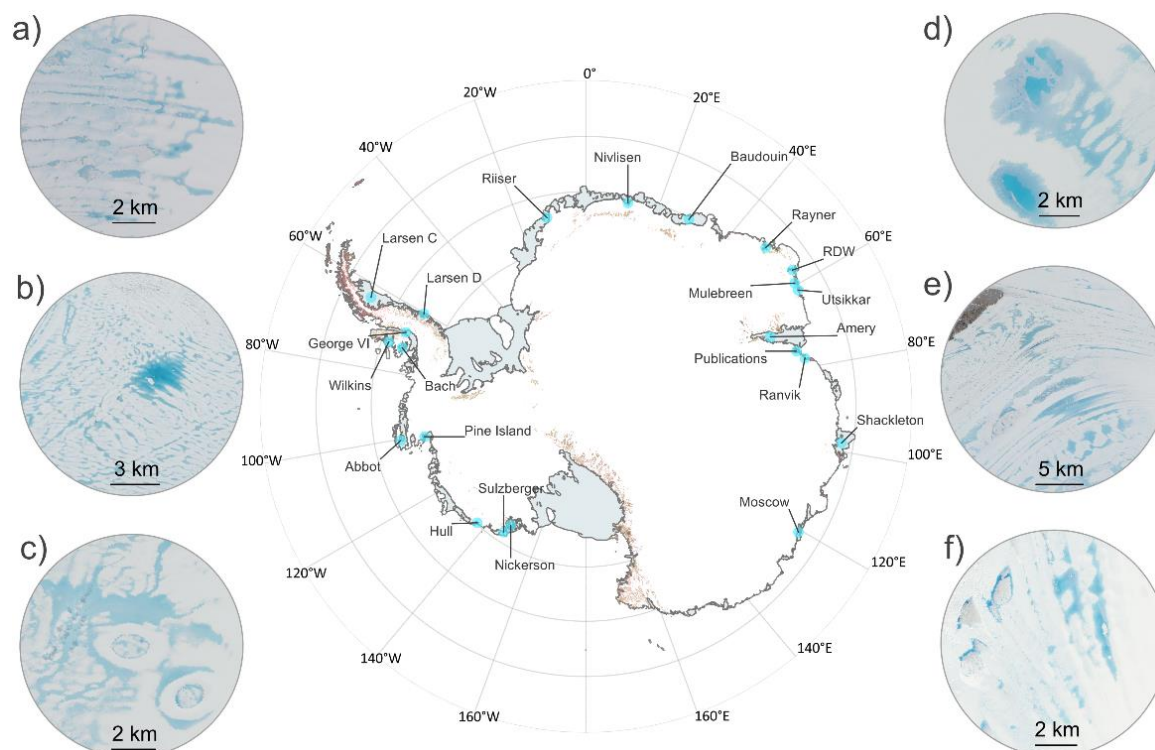 a)
2 km
b)
3 km
c)
2 km
d)
2 km
e)
5 km
f)
2 km
0°
20°W
20°E
40°W
40°E
60°W
60°E
80°W
80°E
100°W
100°E
120°W
120°E
140°W
140°E
160°W
160°E
Nivlisen
Baudouin
Riiser
Rayner
RDW
Larsen C
Larsen D
Mulebreen
Utsikkar
George VI
Amery
Wilkins
Bach
Publications
Ranvik
Shackleton
Pine Island
Abbot
Sulzberger
Moscow
Hull
Nickerson